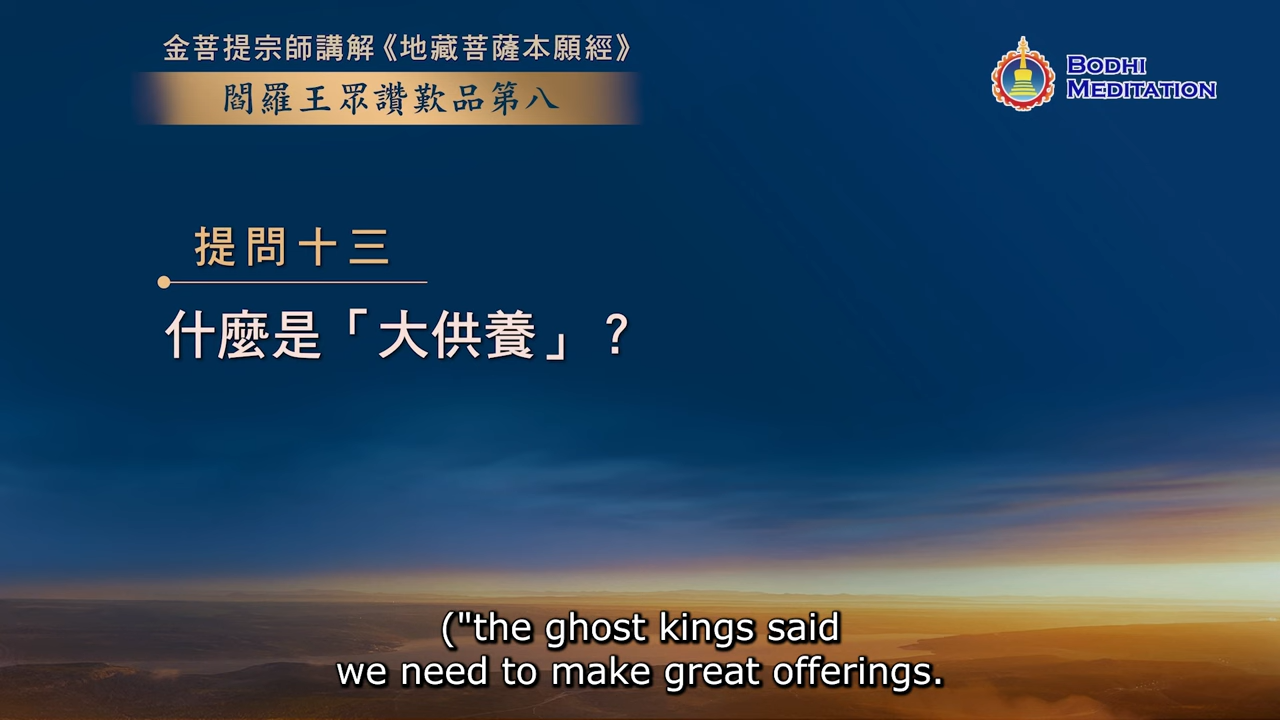 金菩提宗師講解《地藏菩薩本願經》
閻羅王眾讚歎品第八
BODHI
MEDITATION
提問十三
什麼是「大供養」？
("the ghost kings said
we need to make great offerings.